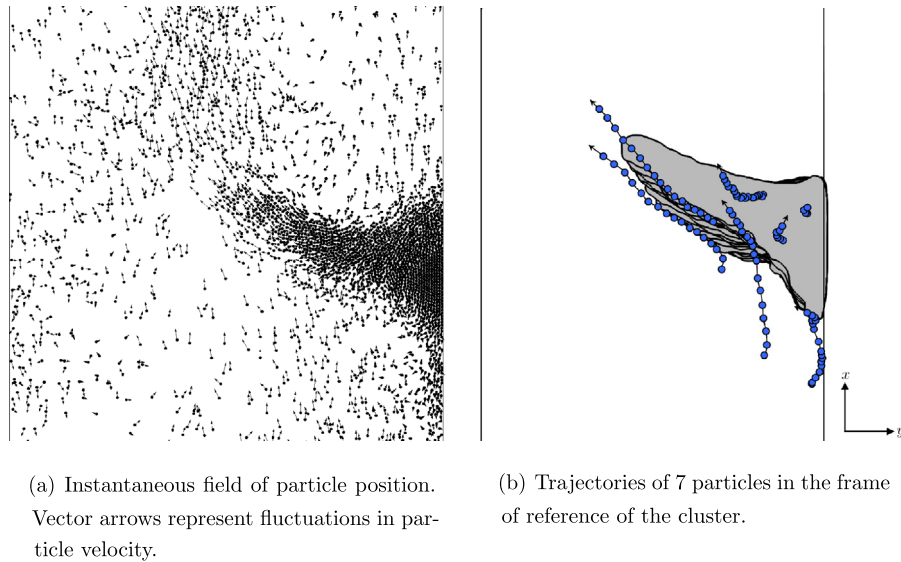 x
y
(a) Instantaneous field of particle position.
Vector arrows represent fluctuations in par-
ticle velocity.
(b) Trajectories of 7 particles in the frame
of reference of the cluster.